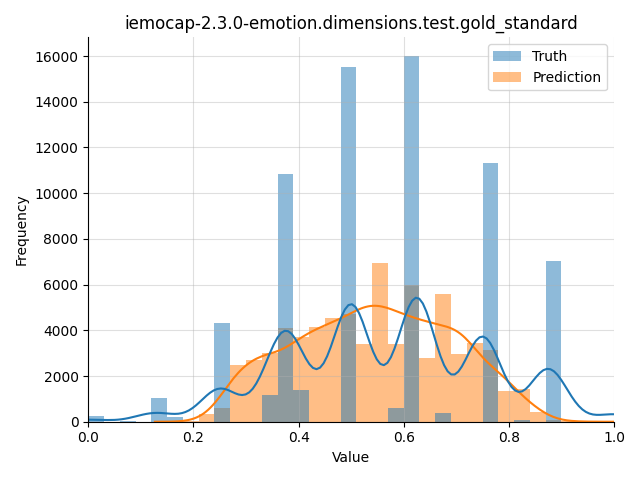 iemocap-2.3.0-emotion.dimensions.test.gold_standard
Truth
Prediction
16000
14000
12000
10000
8000
6000
4000
2000
0
Frequency
0.0 0.2 0.4 0.6 0.8 1.0
Value